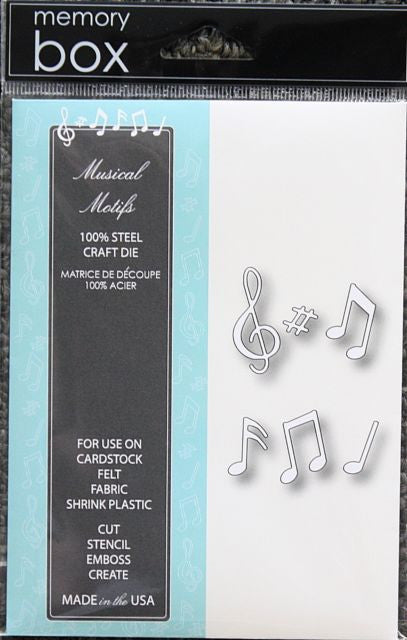 memory
box
Musical
Motifs
100% STEEL
CRAFT DIE
MATRICE DE DÉCOUPE
100% ACIER
FOR USE ON
CARDSTOCK
FELT
FABRIC
SHRINK PLASTIC
CUT
STENCIL
EMBOSS
CREATE
MADE in the USA